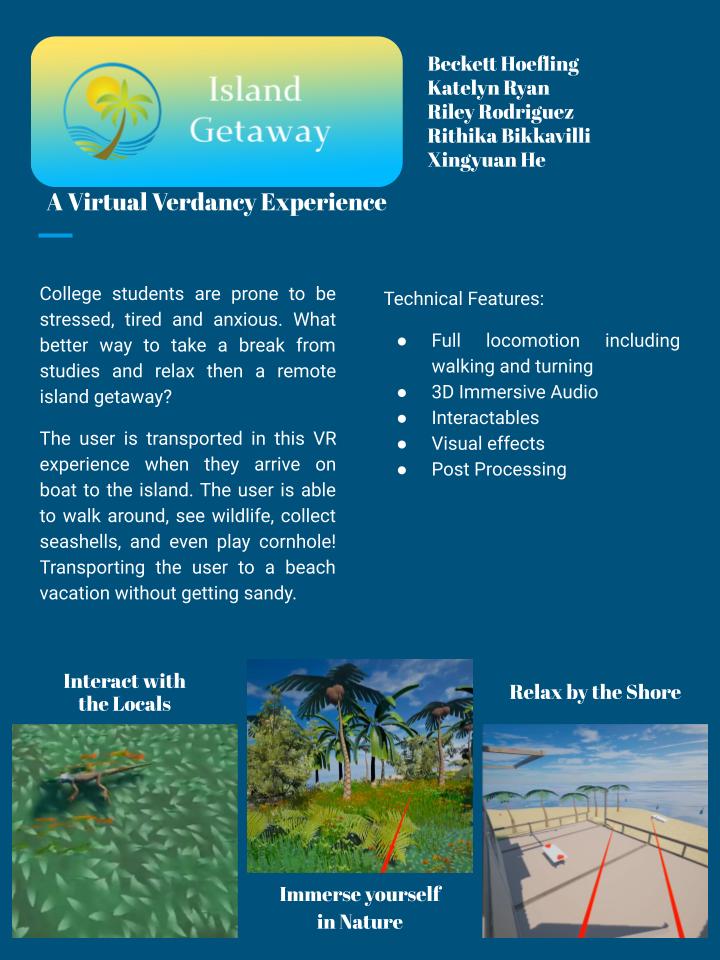 Island
Getaway
A Virtual Verdancy Experience
Beckett Hoefling
Katelyn Ryan
Riley Rodriguez
Rithika Bikkavilli
Xingyuan He
College students are prone to be
stressed, tired and anxious. What
better way to take a break from
studies and relax then a remote
island getaway?
The user is transported in this VR
experience when they arrive on
boat to the island. The user is able
to walk around, see wildlife, collect
seashells, and even play cornhole!
Transporting the user to a beach
vacation without getting sandy.
Technical Features:
● Full locomotion including
walking and turning
● 3D Immersive Audio
● Interactables
● Visual effects
● Post Processing
Interact with
the Locals
Immerse yourself
in Nature
Relax by the Shore